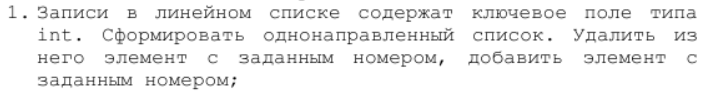 1. Записи в линейном списке содержат ключевое поле типа
int. Сформировать однонаправленный список. Удалить из
него элемент с заданным номером, добавить элемент с
заданным номером;